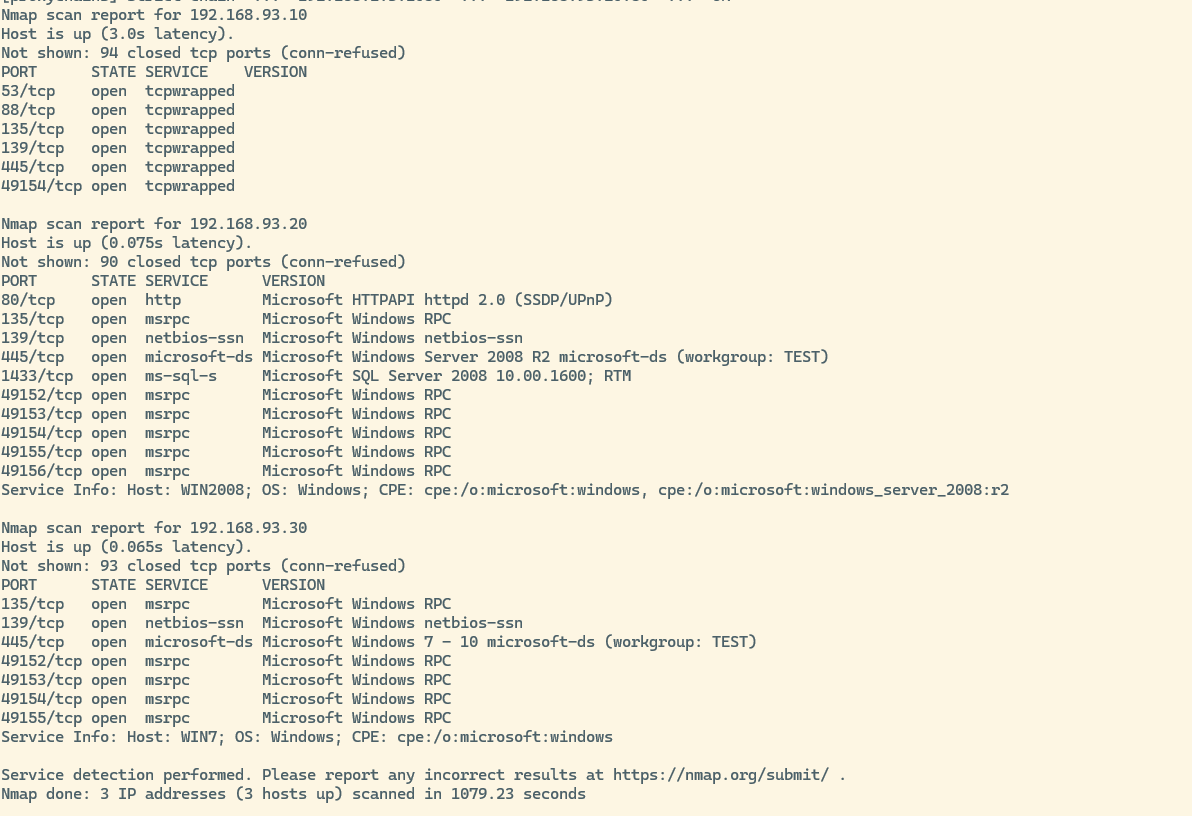 Nmap scan report for 192.168.93.10
Host is up (3.0s latency).
Not shown: 94 closed tcp ports (conn-refused)
PORT      STATE SERVICE    VERSION
53/tcp    open  tcpwrapped
88/tcp    open  tcpwrapped
135/tcp   open  tcpwrapped
139/tcp   open  tcpwrapped
445/tcp   open  tcpwrapped
49154/tcp open  tcpwrapped

Nmap scan report for 192.168.93.20
Host is up (0.075s latency).
Not shown: 90 closed tcp ports (conn-refused)
PORT      STATE SERVICE      VERSION
80/tcp    open  http         Microsoft HTTPAPI httpd 2.0 (SSDP/UPnP)
135/tcp   open  msrpc        Microsoft Windows RPC
139/tcp   open  netbios-ssn  Microsoft Windows netbios-ssn
445/tcp   open  microsoft-ds Microsoft Windows Server 2008 R2 microsoft-ds (workgroup: TEST)
1433/tcp  open  ms-sql-s     Microsoft SQL Server 2008 10.00.1600; RTM
49152/tcp open  msrpc        Microsoft Windows RPC
49153/tcp open  msrpc        Microsoft Windows RPC
49154/tcp open  msrpc        Microsoft Windows RPC
49155/tcp open  msrpc        Microsoft Windows RPC
49156/tcp open  msrpc        Microsoft Windows RPC
Service Info: Host: WIN2008; OS: Windows; CPE: cpe:/o:microsoft:windows, cpe:/o:microsoft:windows_server_2008:r2

Nmap scan report for 192.168.93.30
Host is up (0.065s latency).
Not shown: 93 closed tcp ports (conn-refused)
PORT      STATE SERVICE      VERSION
135/tcp   open  msrpc        Microsoft Windows RPC
139/tcp   open  netbios-ssn  Microsoft Windows netbios-ssn
445/tcp   open  microsoft-ds Microsoft Windows 7 - 10 microsoft-ds (workgroup: TEST)
49152/tcp open  msrpc        Microsoft Windows RPC
49153/tcp open  msrpc        Microsoft Windows RPC
49154/tcp open  msrpc        Microsoft Windows RPC
49155/tcp open  msrpc        Microsoft Windows RPC
Service Info: Host: WIN7; OS: Windows; CPE: cpe:/o:microsoft:windows

Service detection performed. Please report any incorrect results at https://nmap.org/submit/ .
Nmap done: 3 IP addresses (3 hosts up) scanned in 1079.23 seconds